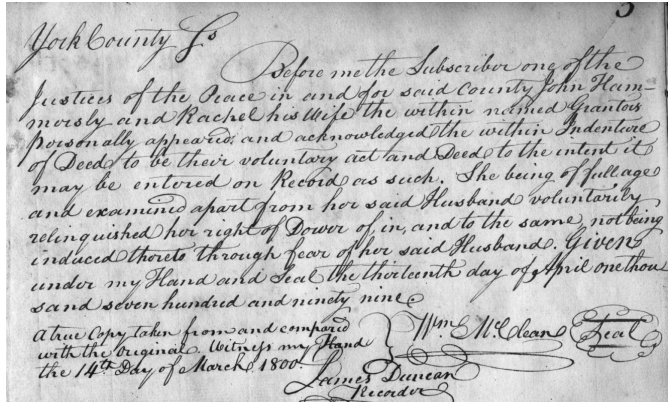 3
York County Ss
Before me the Subscriber one of the
Justices of the Peace in and for said County John Ham-
mersly and Rachel his Wife the within named Grantors
personally appeared, and acknowledged the within Indenture
of Deed to be their voluntary act and Deed to the intent it
may be entered on Record as such. She being of full age
and examined apart from her said Husband voluntarily
relinquished her right of Dower of, in, and to the same, not being
induced thereto through fear of her said Husband. Given
under my Hand and Seal the thirteenth day of April one thou
sand seven hundred and ninety nine
a true Copy taken from and compared
with the Original. Witness my Hand
the 14th Day of March 1800.
Wm McClean Seal
James Duncan
Recorder